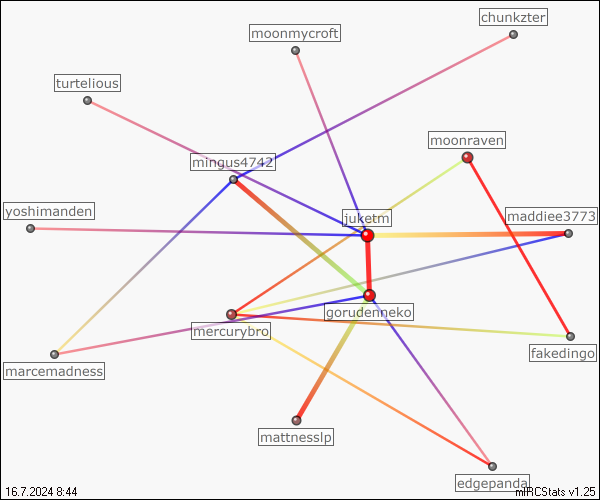 chunkzter
moonmycroft
turtelious
moonraven
mingus4742
yoshimanden
juketm
maddiee3773
gorudenneko
mercurybro
fakedingo
marcemadness
mattnesslp
edgepanda
16.7.2024 8:44
mIRCStats v1.25